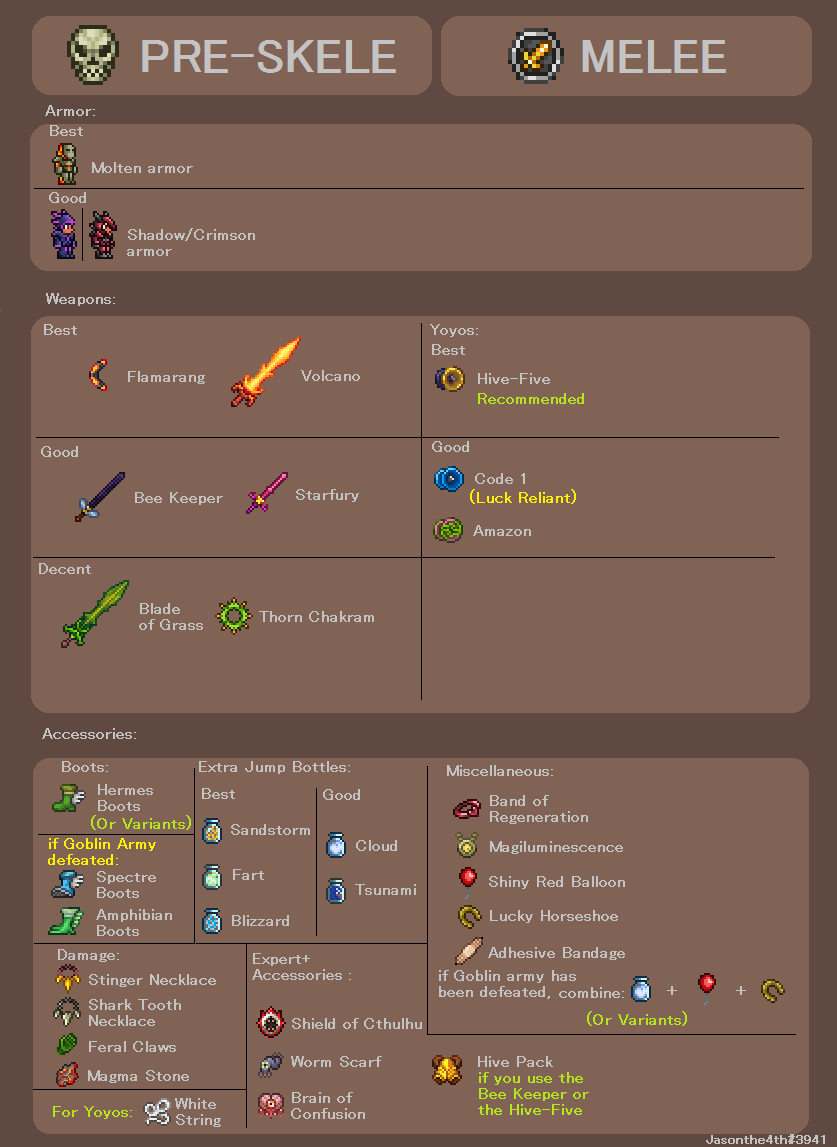 PRE-SKELE
MELEE
Armor:
Best
Molten armor
Good
Shadow/Crimson
armor
Weapons:
Best
Flamarang
Volcano
Good
Bee Keeper
Starfury
Decent
Blade
of Grass
Thorn Chakram
Yoyos:
Best
Hive-Five
Recommended
Good
Code 1
(Luck Reliant)
Amazon
Accessories:
Boots:
Hermes
Boots
(Or Variants)
if Goblin Army
defeated:
Spectre
Boots
Amphibian
Boots
Extra Jump Bottles:
Best
Sandstorm
Fart
Blizzard
Good
Cloud
Tsunami
Miscellaneous:
Band of
Regeneration
Magiluminescence
Shiny Red Balloon
Lucky Horseshoe
Adhesive Bandage
if Goblin army has
been defeated, combine: + +
(Or Variants)
Damage:
Stinger Necklace
Shark Tooth
Necklace
Feral Claws
Magma Stone
For Yoyos:
White
String
Expert+
Accessories :
Shield of Cthulhu
Worm Scarf
Brain of
Confusion
Hive Pack
if you use the
Bee Keeper or
the Hive-Five
Jasonthe4th#3941